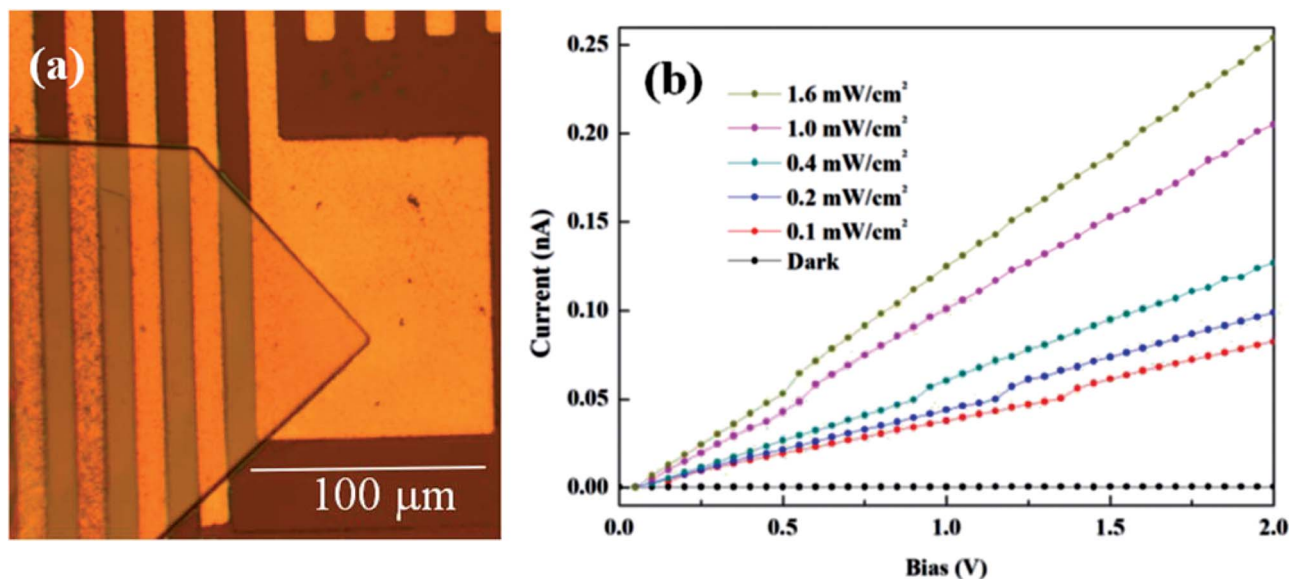 (a)
100 μm
(b)
1.6 mW/cm²
1.0 mW/cm²
0.4 mW/cm²
0.2 mW/cm²
0.1 mW/cm²
Dark
Current (nA)
0.25
0.20
0.15
0.10
0.05
0.00
0.0 0.5 1.0 1.5 2.0
Bias (V)